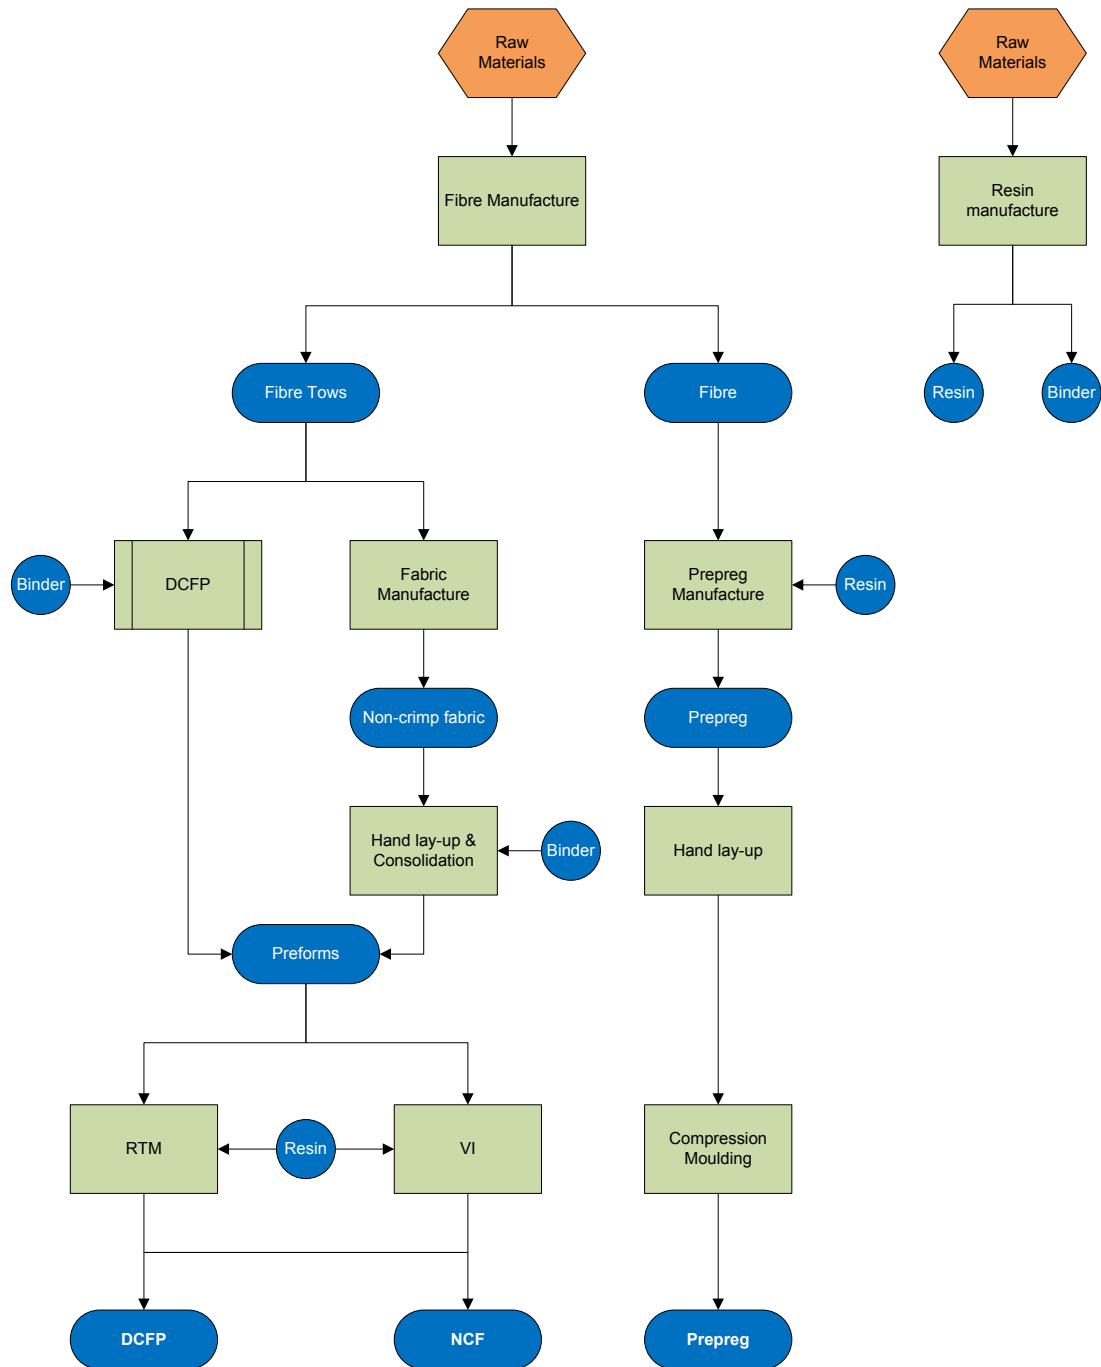 Raw
Materials
Raw
Materials
Fibre Manufacture
Resin
manufacture
Fibre Tows
Fibre
Resin
Binder
Binder
DCFP
Fabric
Manufacture
Prepreg
Manufacture
Resin
Non-crimp fabric
Prepreg
Hand lay-up &
Consolidation
Binder
Hand lay-up
Preforms
RTM
Resin
VI
Compression
Moulding
DCFP
NCF
Prepreg